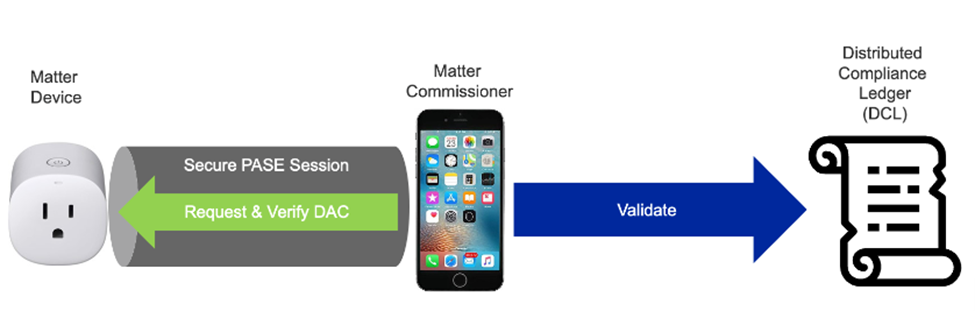 Matter
Device
Secure PASE Session
Request & Verify DAC
Matter
Commissioner
Validate
Distributed
Compliance
Ledger
(DCL)